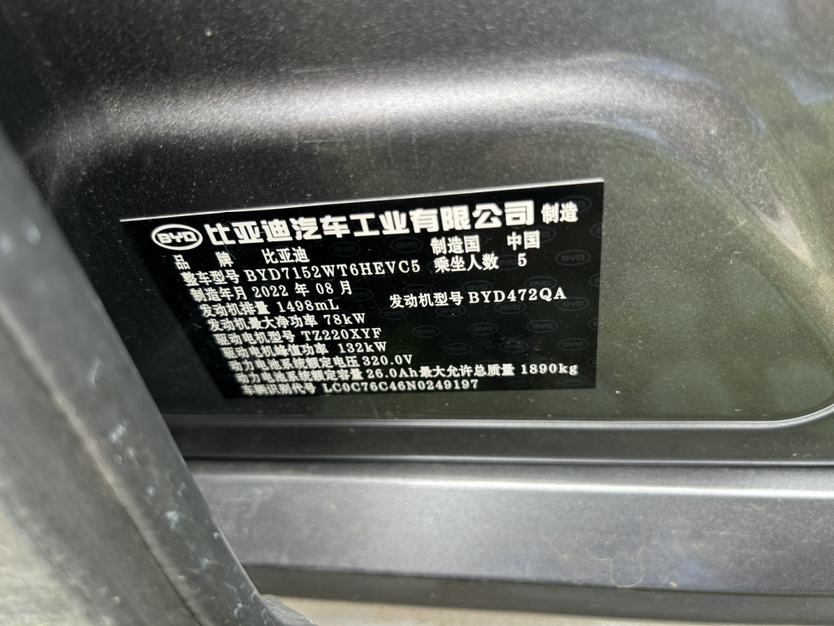 BYD 比亚迪汽车工业有限公司 制造
品 牌 比亚迪 制造国 中国
整车型号 BYD7152WT6HEVC5 乘坐人数 5
制造年月 2022 年 08 月
发动机排量 1498mL 发动机型号 BYD472QA
发动机最大净功率 78kW
驱动电机型号 TZ220XYF
驱动电机峰值功率 132kW
动力电池系统额定电压 320.0V
动力电池系统额定容量 26.0Ah 最大允许总质量 1890kg
车辆识别代号 LC0C76C46N0249197